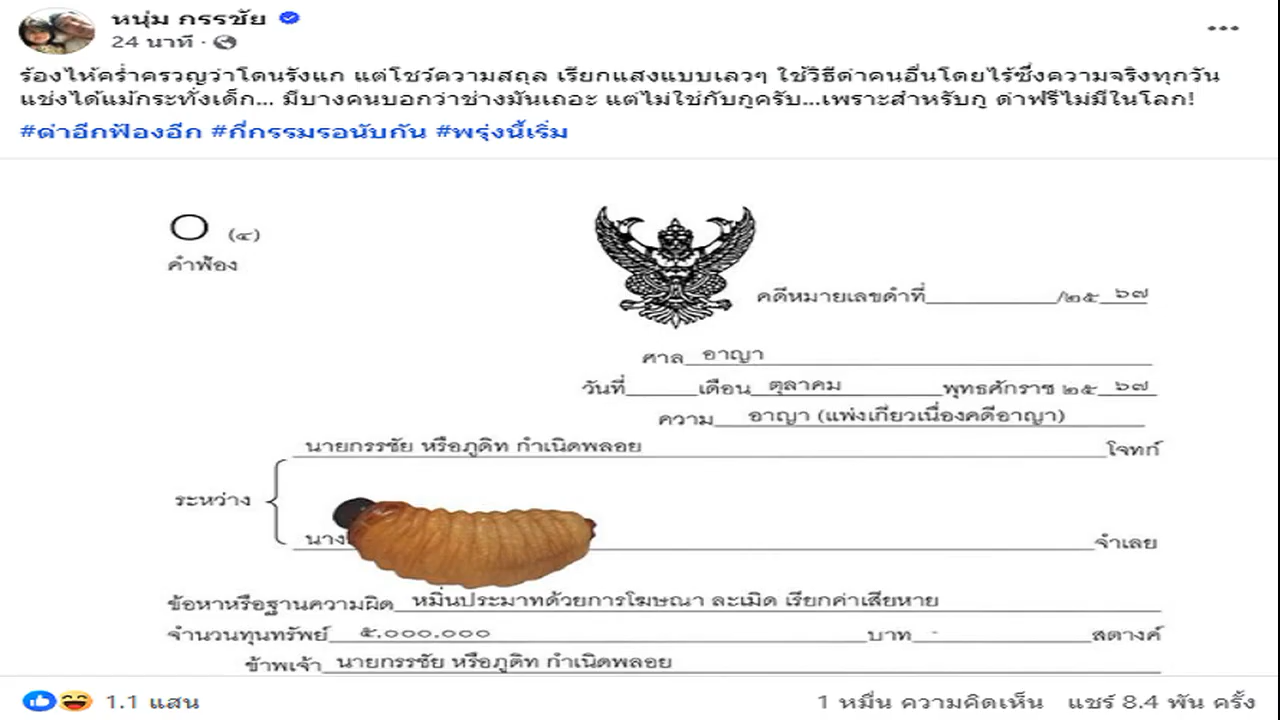 หนุ่ม กรรชัย
24 นาที ·
ร้องไห้คร่ำครวญว่าโดนรังแก แต่โชว์ความสถุล เรียกแสงแบบเลวๆ ใช้วิธีด่าคนอื่นโดยไร้ซึ่งความจริงทุกวัน
แช่งได้แม้กระทั่งเด็ก... มีบางคนบอกว่าช่างมันเถอะ แต่ไม่ใช่กับกูครับ...เพราะสำหรับกู ด่าฟรีไม่มีในโลก!
#ด่าอีกฟ้องอีก #กี่กรรมรอนับกัน #พรุ่งนี้เริ่ม
O (๔)
คำฟ้อง
คดีหมายเลขดำที่ /๒๕ ๖๗
ศาล อาญา
วันที่ เดือน ตุลาคม พุทธศักราช ๒๕ ๖๗
ความ อาญา (แพ่งเกี่ยวเนื่องคดีอาญา)
นายกรรชัย หรือภูดิท กำเนิดพลอย โจทก์
ระหว่าง
นาง จำเลย
ข้อหาหรือฐานความผิด หมิ่นประมาทด้วยการโฆษณา ละเมิด เรียกค่าเสียหาย
จำนวนทุนทรัพย์ ๕,๐๐๐,๐๐๐ บาท - สตางค์
ข้าพเจ้า นายกรรชัย หรือภูดิท กำเนิดพลอย
1.1 แสน 1 หมื่น ความคิดเห็น แชร์ 8.4 พัน ครั้ง